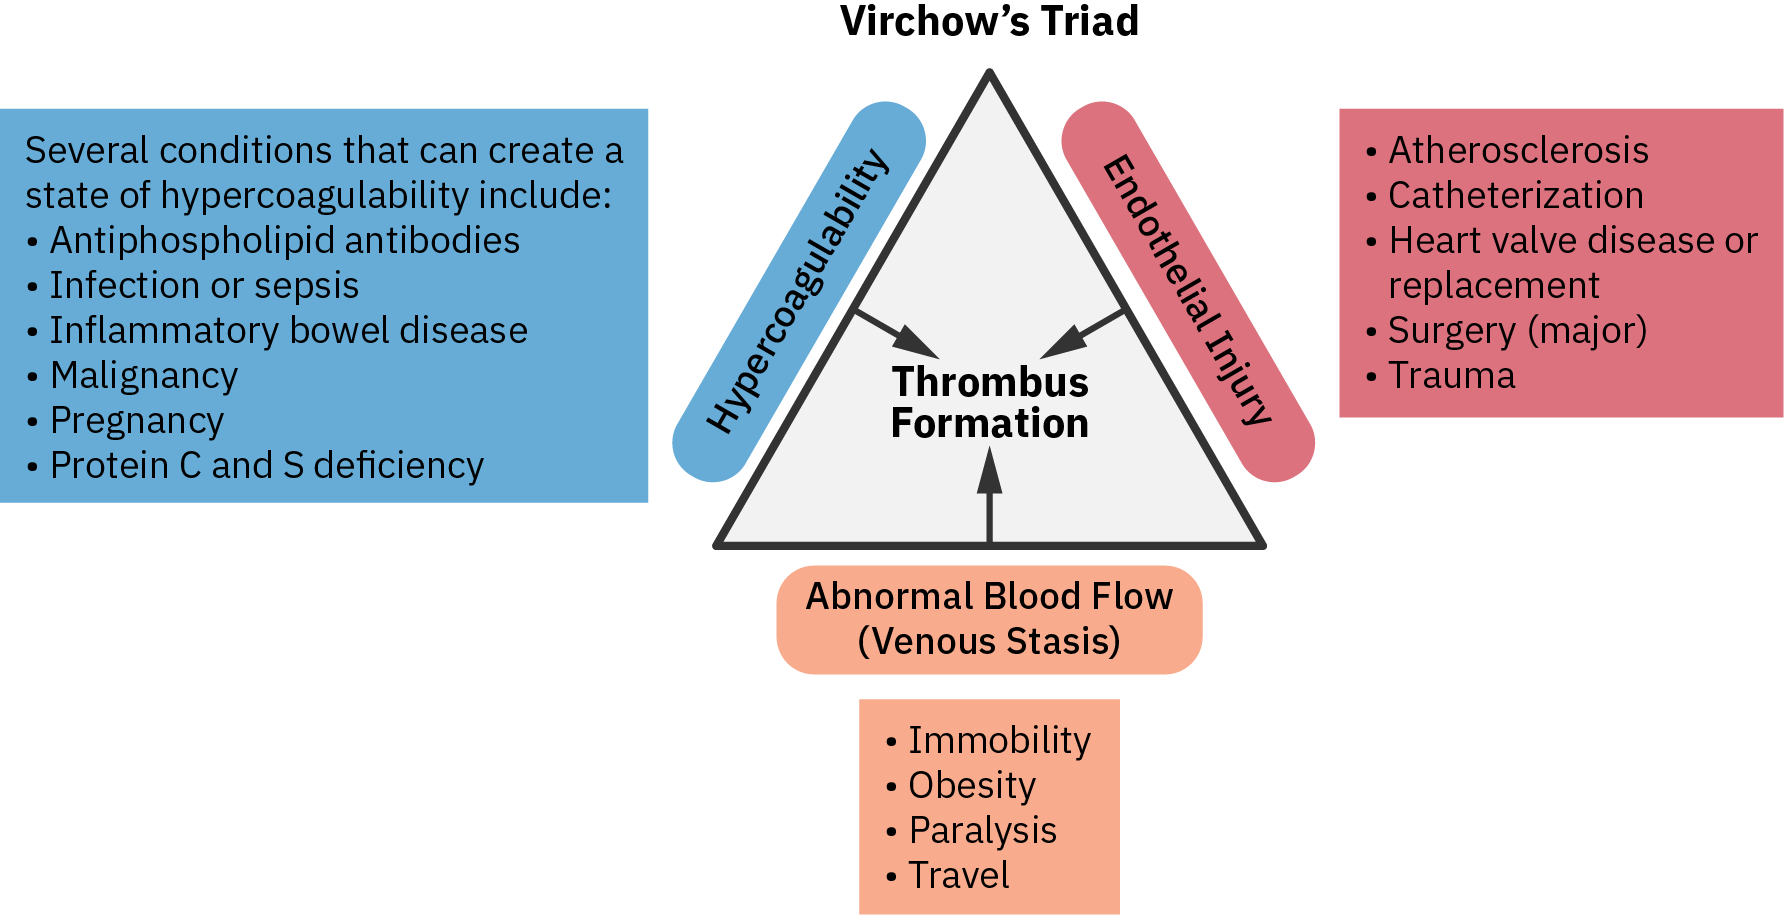 Virchow’s Triad
Several conditions that can create a
state of hypercoagulability include:
• Antiphospholipid antibodies
• Infection or sepsis
• Inflammatory bowel disease
• Malignancy
• Pregnancy
• Protein C and S deficiency
Hypercoagulability
Endothelial Injury
• Atherosclerosis
• Catheterization
• Heart valve disease or
replacement
• Surgery (major)
• Trauma
Thrombus
Formation
Abnormal Blood Flow
(Venous Stasis)
• Immobility
• Obesity
• Paralysis
• Travel